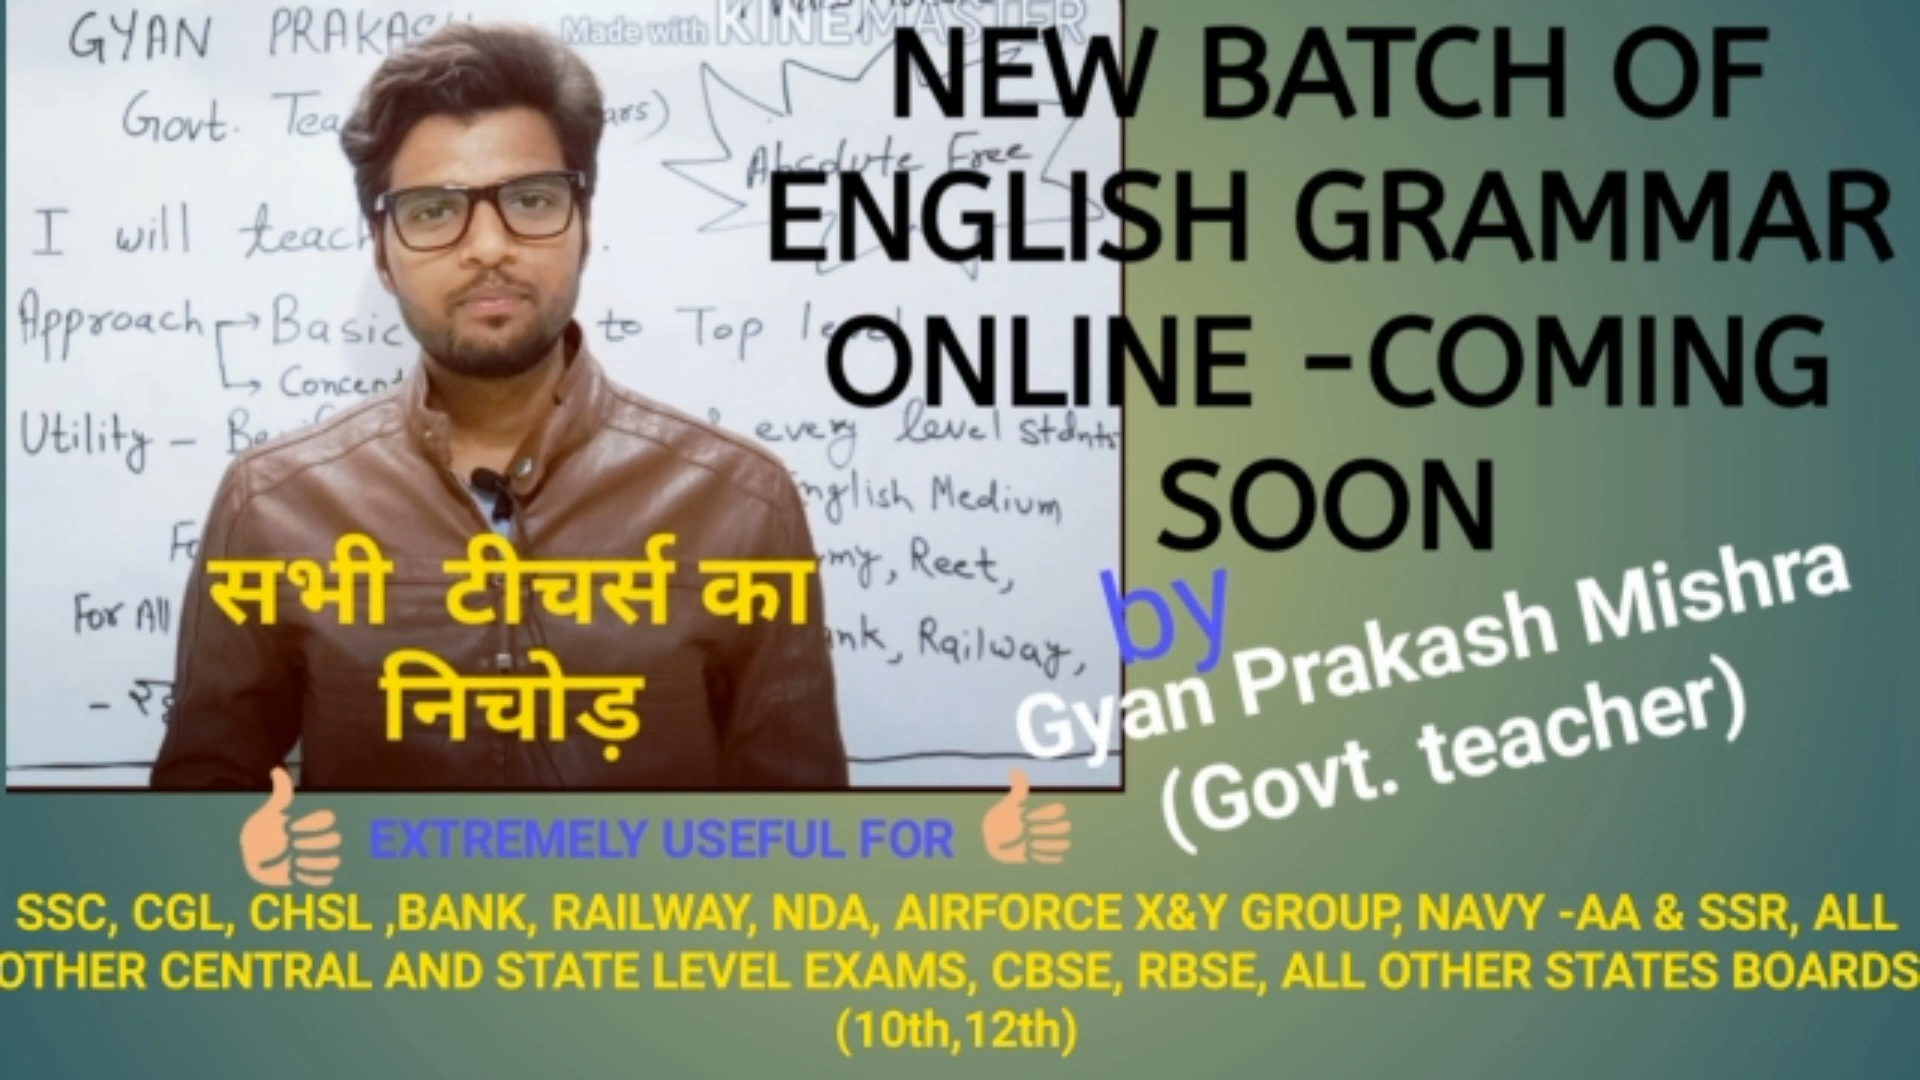 GYAN PRAKASH
Made with KINEMASTER
Govt.
Absolute Free
I will teach
Approach → Basic to Top level
→ Concept
Utility - every level stdnts
English Medium
Reet,
For All Railway,
NEW BATCH OF
ENGLISH GRAMMAR
ONLINE -COMING
SOON
by
Gyan Prakash Mishra
(Govt. teacher)
सभी टीचर्स का
निचोड़
EXTREMELY USEFUL FOR
SSC, CGL, CHSL ,BANK, RAILWAY, NDA, AIRFORCE X&Y GROUP, NAVY -AA & SSR, ALL
OTHER CENTRAL AND STATE LEVEL EXAMS, CBSE, RBSE, ALL OTHER STATES BOARDS
(10th,12th)